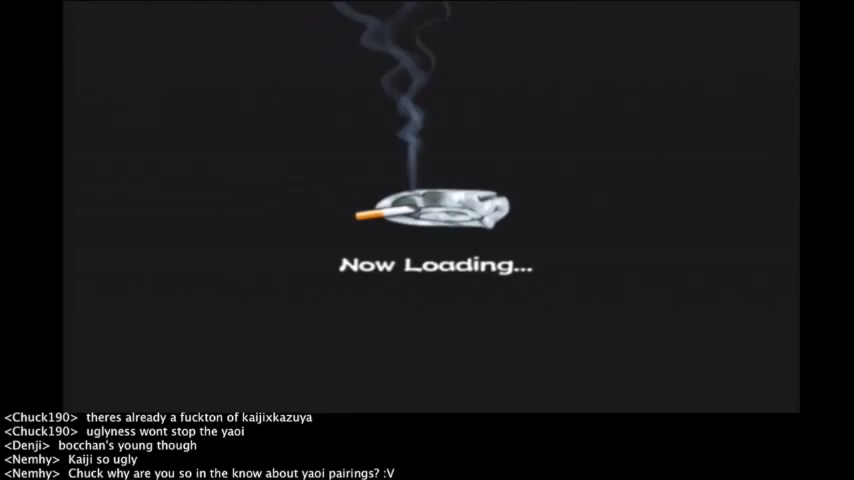 Now Loading...
<Chuck190> theres already a fuckton of kaijixkazuya
<Chuck190> uglyness wont stop the yaoi
<Denji> bocchan's young though
<Nemhy> Kaiji so ugly
<Nemhy> Chuck why are you so in the know about yaoi pairings? :V